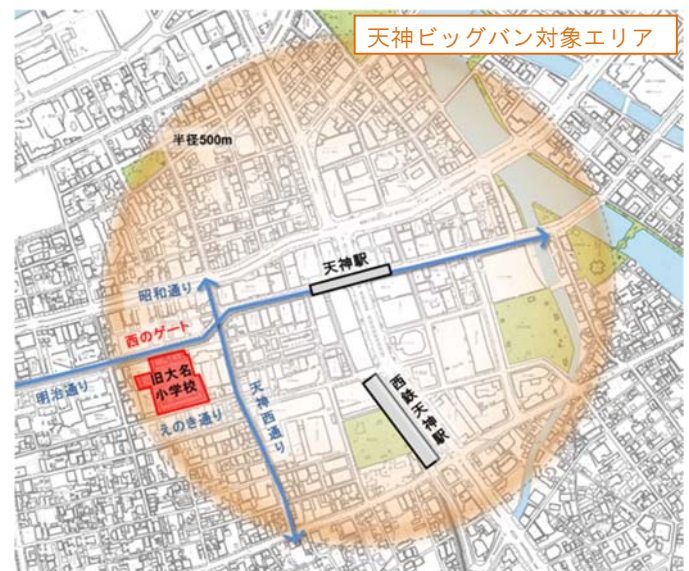 天神ビッグバン対象エリア
半径500m
天神駅
昭和通り
西のゲート
明治通り
旧大名
小学校
えのき通り
天神西通り
西鉄天神駅